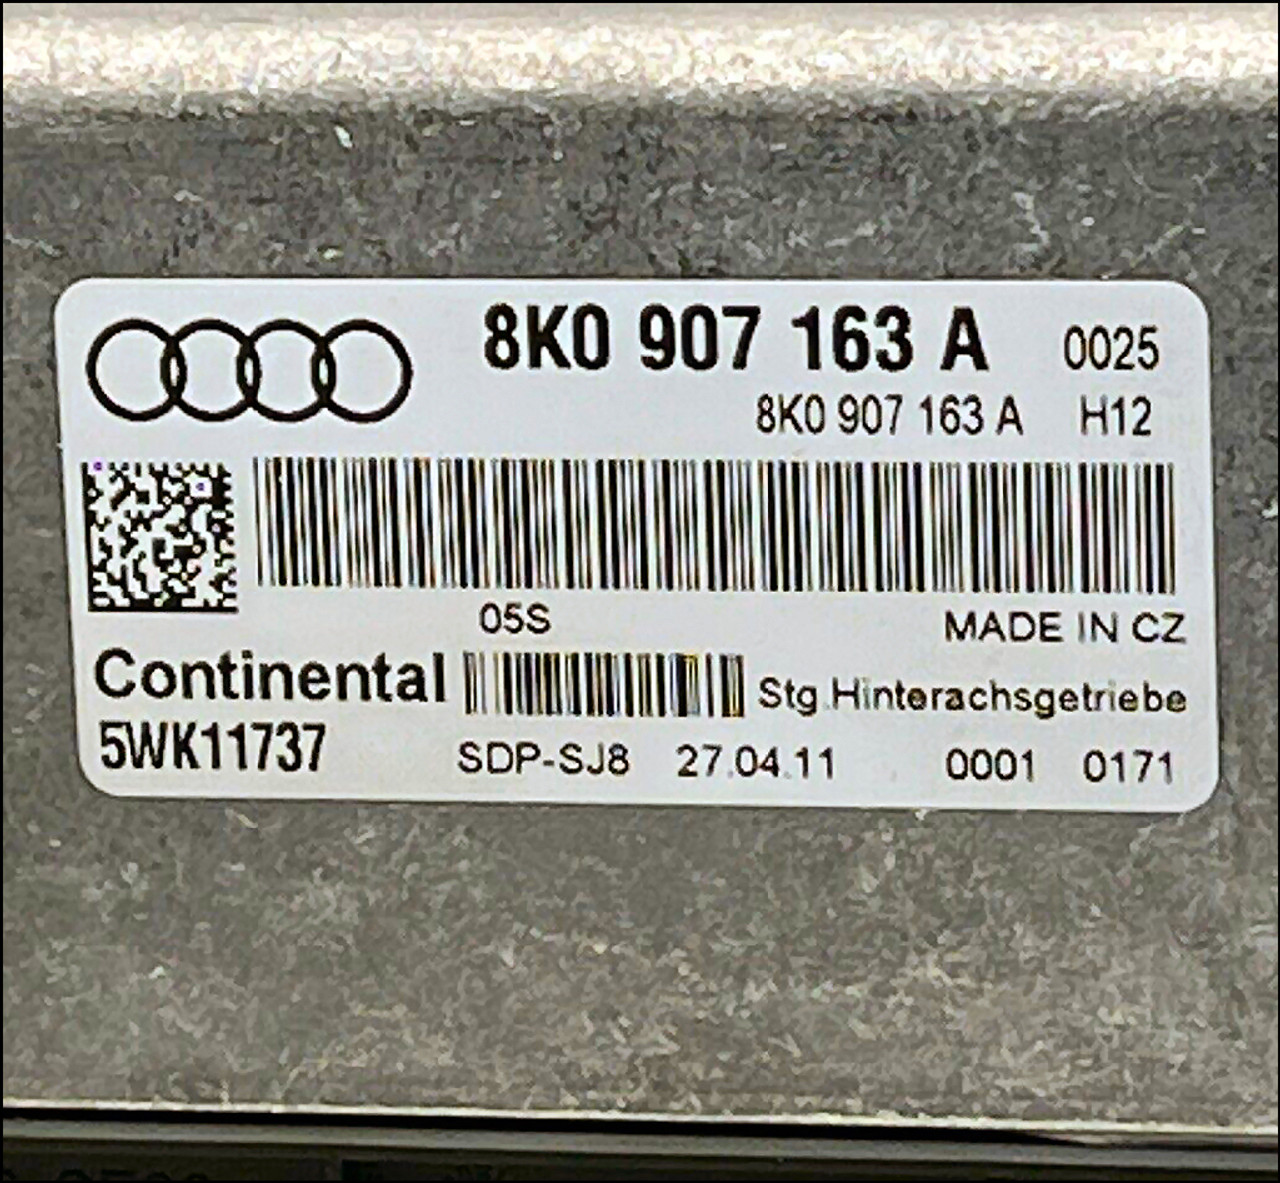 8K0 907 163 A 0025
8K0 907 163 A H12
05S MADE IN CZ
Continental Stg.Hinterachsgetriebe
5WK11737 SDP-SJ8 27.04.11 0001 0171